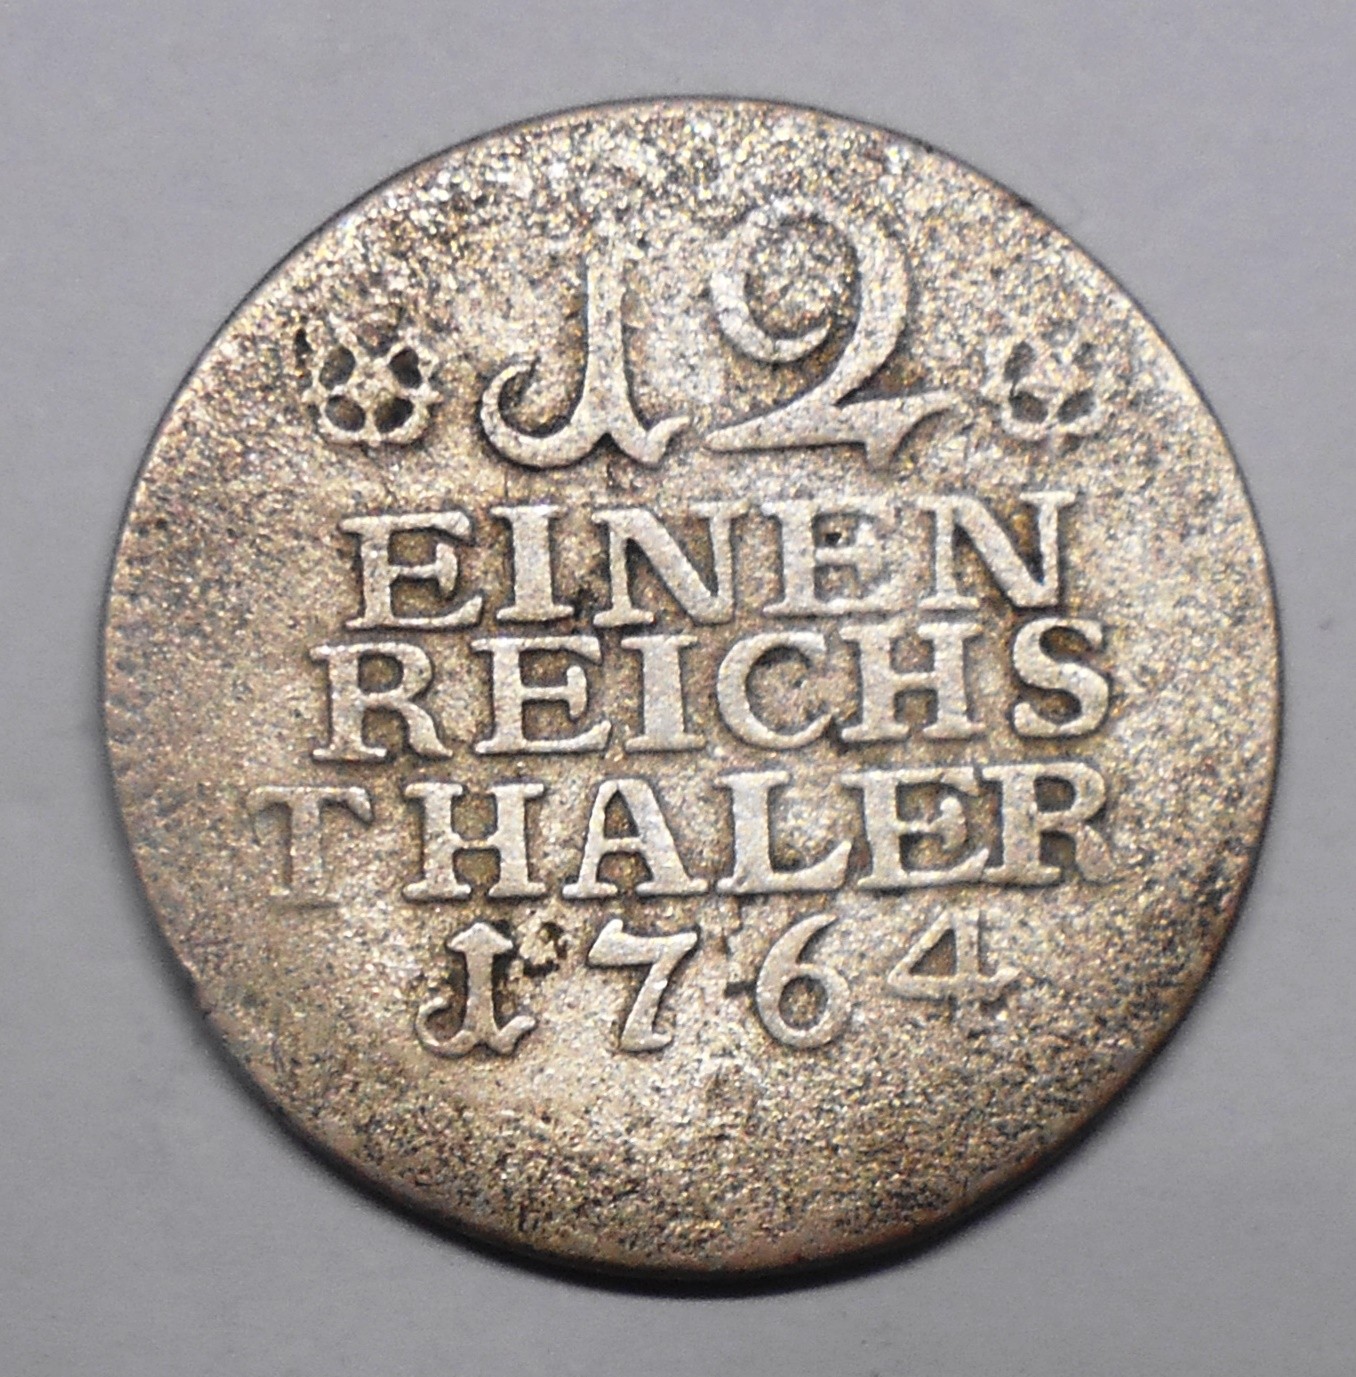 12
EINEN
REICHS
THALER
1764